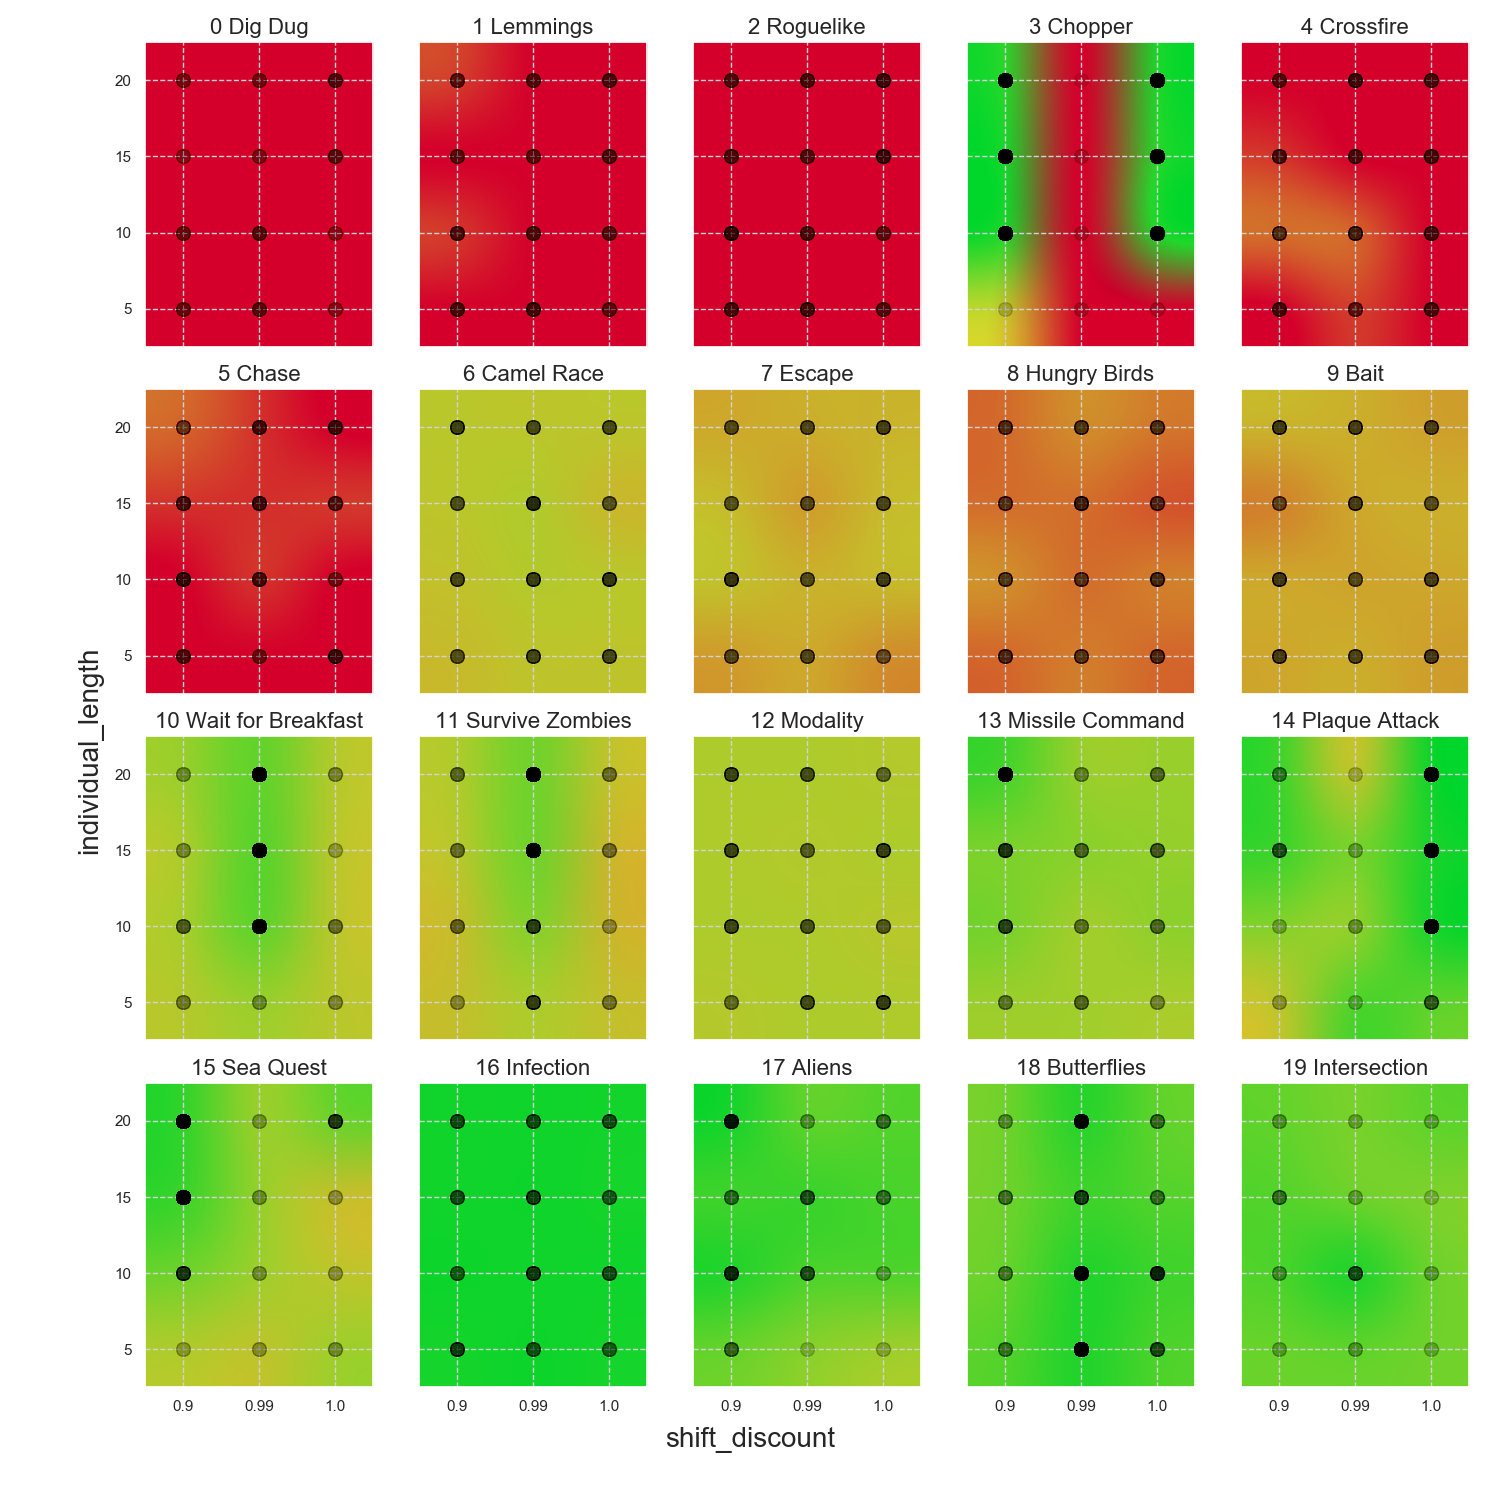 0 Dig Dug
1 Lemmings
2 Roguelike
3 Chopper
4 Crossfire
20
15
10
5
5 Chase
6 Camel Race
7 Escape
8 Hungry Birds
9 Bait
20
15
10
5
individual_length
10 Wait for Breakfast
11 Survive Zombies
12 Modality
13 Missile Command
14 Plaque Attack
20
15
10
5
15 Sea Quest
16 Infection
17 Aliens
18 Butterflies
19 Intersection
20
15
10
5
0.9 0.99 1.0
0.9 0.99 1.0
0.9 0.99 1.0
0.9 0.99 1.0
0.9 0.99 1.0
shift_discount